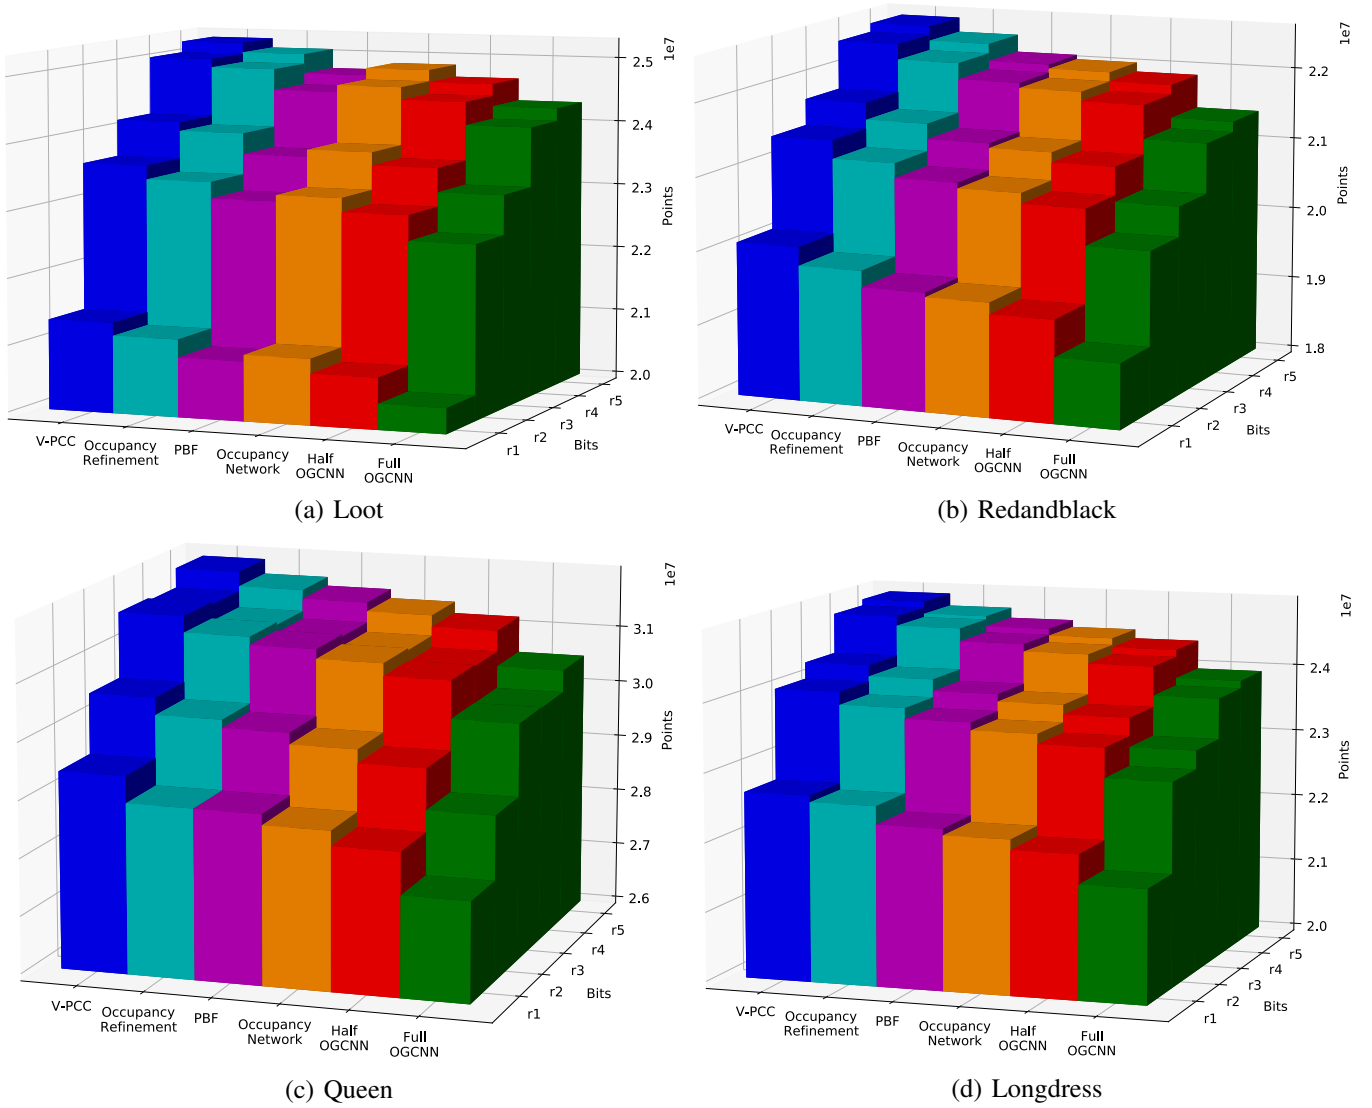 1e7
2.5
2.4
2.3
2.2
2.1
2.0
Points
r5
r4
r3
r2
r1
Bits
V-PCC
Occupancy
Refinement
PBF
Occupancy
Network
Half
OGCNN
Full
OGCNN
(a) Loot
1e7
2.2
2.1
2.0
1.9
1.8
Points
r5
r4
r3
r2
r1
Bits
V-PCC
Occupancy
Refinement
PBF
Occupancy
Network
Half
OGCNN
Full
OGCNN
(b) Redandblack
1e7
3.1
3.0
2.9
2.8
2.7
2.6
Points
r5
r4
r3
r2
r1
Bits
V-PCC
Occupancy
Refinement
PBF
Occupancy
Network
Half
OGCNN
Full
OGCNN
(c) Queen
1e7
2.4
2.3
2.2
2.1
2.0
Points
r5
r4
r3
r2
r1
Bits
V-PCC
Occupancy
Refinement
PBF
Occupancy
Network
Half
OGCNN
Full
OGCNN
(d) Longdress